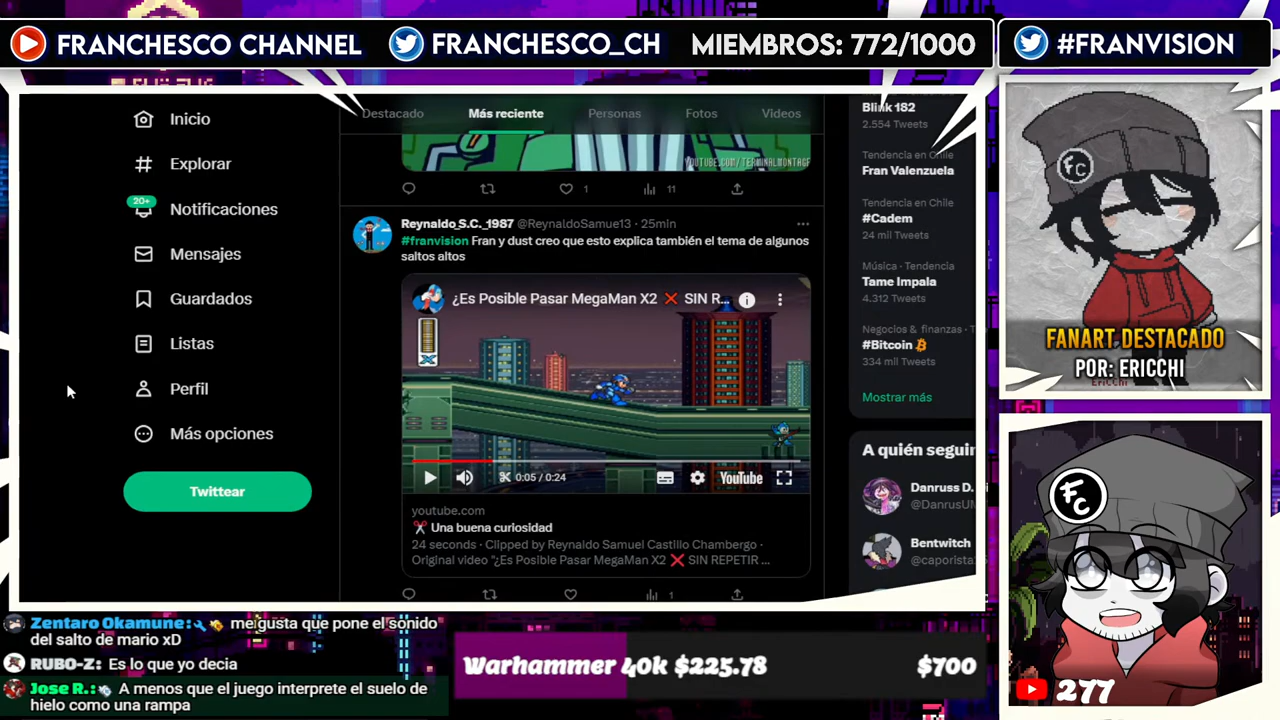 FRANCHESCO CHANNEL
FRANCHESCO_CH
MIEMBROS: 772/1000
#FRANVISION
Inicio
Explorar
20+
Notificaciones
Mensajes
Guardados
Listas
Perfil
Más opciones
Twittear
Destacado
Más reciente
Personas
Fotos
Videos
YOUTUBE.COM/TERMINALMONTAGE
1
11
Reynaldo_S.C._1987 @ReynaldoSamue13 · 25min
#franvision Fran y dust creo que esto explica también el tema de algunos
saltos altos
¿Es Posible Pasar MegaMan X2 ❌ SIN R...
X
0:05 / 0:24
YouTube
youtube.com
✂️ Una buena curiosidad
24 seconds · Clipped by Reynaldo Samuel Castillo Chambergo ·
Original video "¿Es Posible Pasar MegaMan X2 ❌ SIN REPETIR ...
1
Blink 182
2.554 Tweets
Tendencia en Chile
Fran Valenzuela
Tendencia en Chile
#Cadem
24 mil Tweets
Música · Tendencia
Tame Impala
4.312 Tweets
Negocios & finanzas · T
#Bitcoin
334 mil Tweets
Mostrar más
A quién seguir
Danruss D.
@DanrusUM
Bentwitch
@caporista
FC
FANART DESTACADO
POR: ERICCHI
EriCChi
FC
277
Zentaro Okamune: me gusta que pone el sonido
del salto de mario xD
RUBO-Z: Es lo que yo decia
Jose R.: A menos que el juego interprete el suelo de
hielo como una rampa
Warhammer 40k $225.78
$700